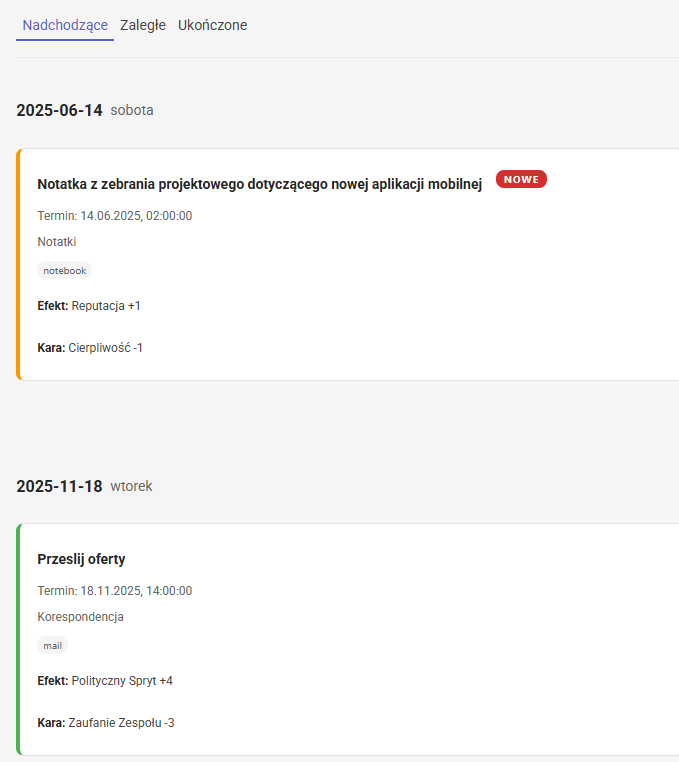 Nadchodzące Zaległe Ukończone
2025-06-14 sobota
Notatka z zebrania projektowego dotyczącego nowej aplikacji mobilnej NOWE
Termin: 14.06.2025, 02:00:00
Notatki
notebook
Efekt: Reputacja +1
Kara: Cierpliwość -1
2025-11-18 wtorek
Przeslij oferty
Termin: 18.11.2025, 14:00:00
Korespondencja
mail
Efekt: Polityczny Spryt +4
Kara: Zaufanie Zespołu -3